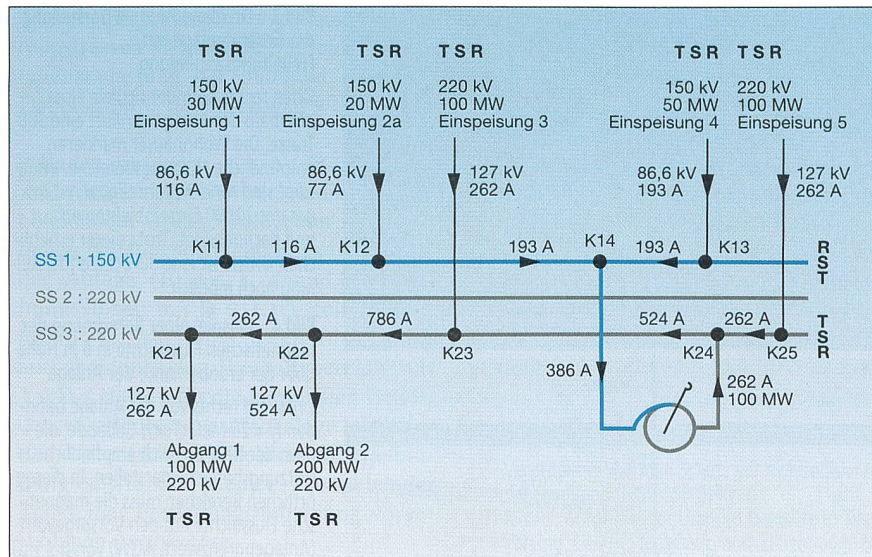 TSR TSR TSR TSR TSR
150 kV 150 kV 220 kV 150 kV 220 kV
30 MW 20 MW 100 MW 50 MW 100 MW
Einspeisung 1 Einspeisung 2a Einspeisung 3 Einspeisung 4 Einspeisung 5
86,6 kV 86,6 kV 127 kV 86,6 kV 127 kV
116 A 77 A 262 A 193 A 262 A
K11 116 A K12 193 A K14 193 A K13
SS 1 : 150 kV
R
S
T
SS 2 : 220 kV
SS 3 : 220 kV 262 A 786 A 524 A 262 A
T
S
R
K21 K22 K23 K24 K25
386 A
262 A
100 MW
127 kV 127 kV
262 A 524 A
Abgang 1 Abgang 2
100 MW 200 MW
220 kV 220 kV
TSR TSR